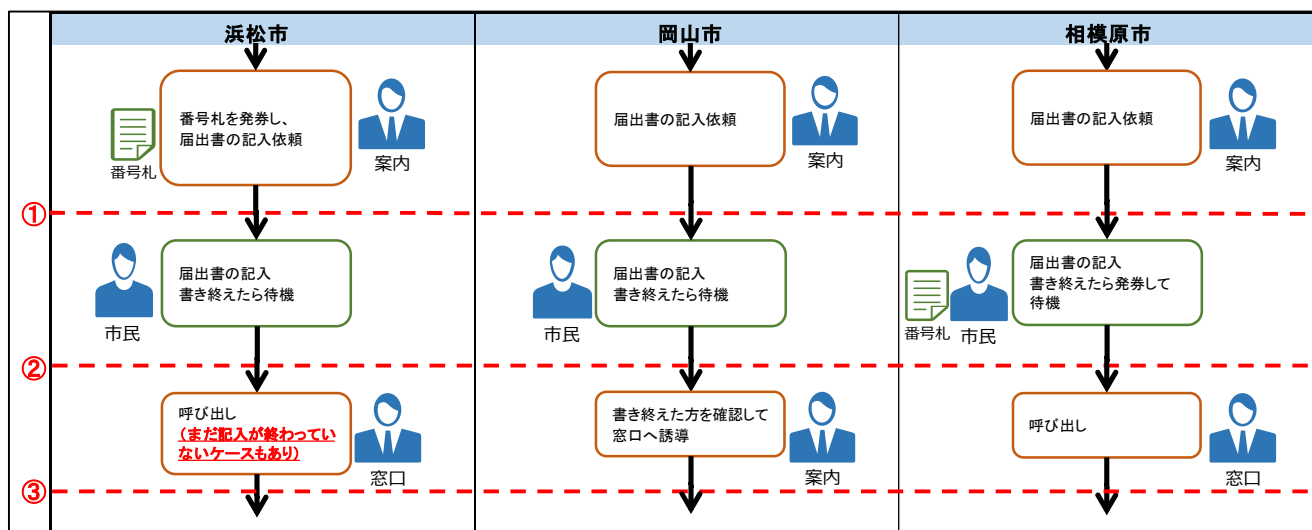 浜松市
岡山市
相模原市
番号札を発券し、
届出書の記入依頼
番号札
案内
届出書の記入依頼
案内
届出書の記入依頼
案内
①
届出書の記入
書き終えたら待機
市民
届出書の記入
書き終えたら待機
市民
届出書の記入
書き終えたら発券して
待機
番号札
市民
②
呼び出し
(まだ記入が終わってい
ないケースもあり)
窓口
書き終えた方を確認して
窓口へ誘導
案内
呼び出し
窓口
③